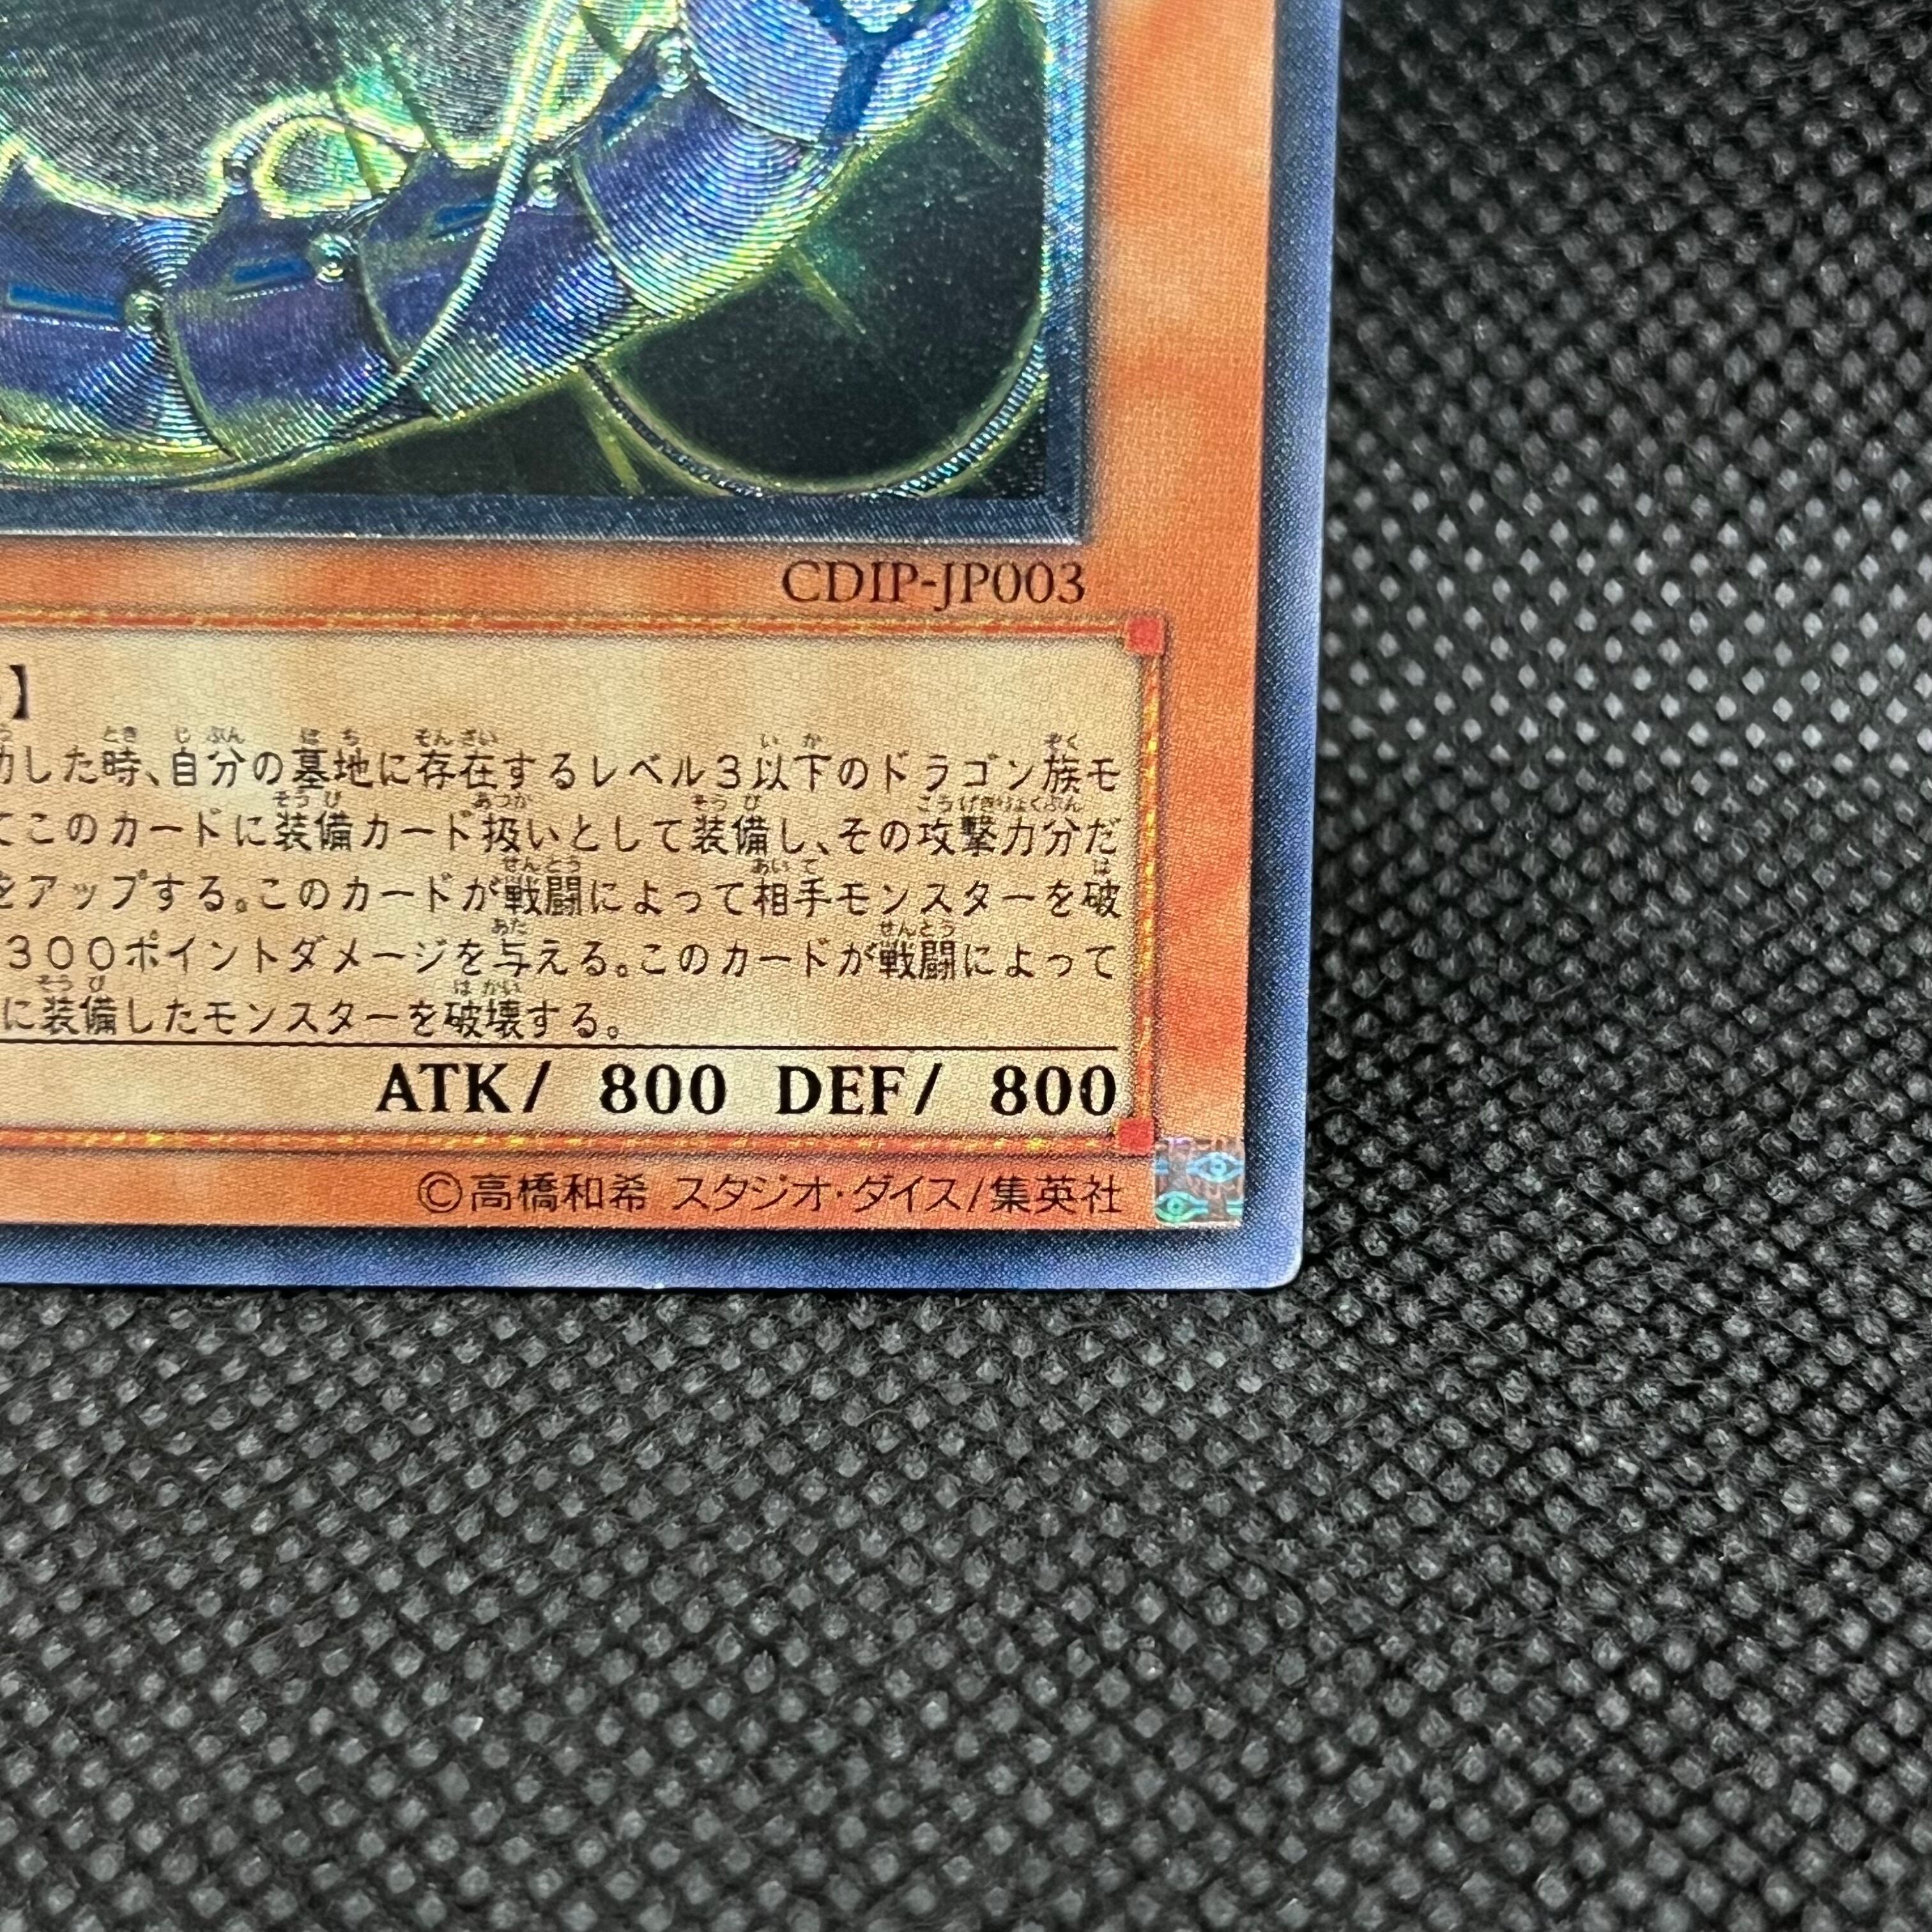 CDIP-JP003
】
した時、自分の墓地に存在するレベル3以下のドラゴン族モ
てこのカードに装備カード扱いとして装備し、その攻撃力分だ
をアップする。このカードが戦闘によって相手モンスターを破
300ポイントダメージを与える。このカードが戦闘によって
に装備したモンスターを破壊する。
ATK/ 800 DEF/ 800
©高橋和希 スタジオ・ダイス/集英社